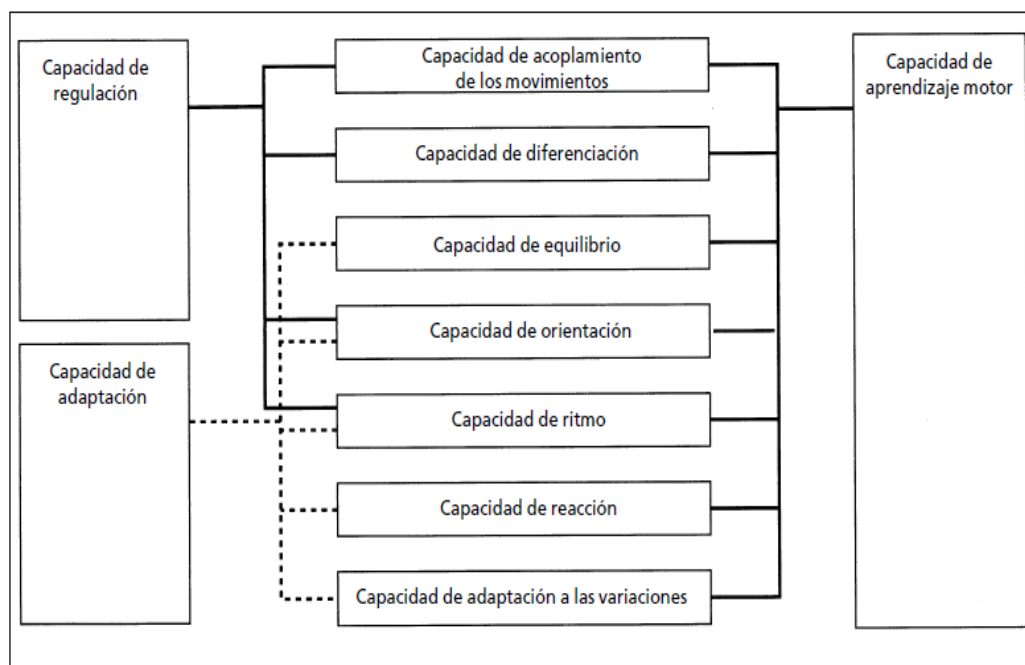 Capacidad de
regulación
Capacidad de
adaptación
Capacidad de acoplamiento
de los movimientos
Capacidad de diferenciación
Capacidad de equilibrio
Capacidad de orientación
Capacidad de ritmo
Capacidad de reacción
Capacidad de adaptación a las variaciones
Capacidad de
aprendizaje motor